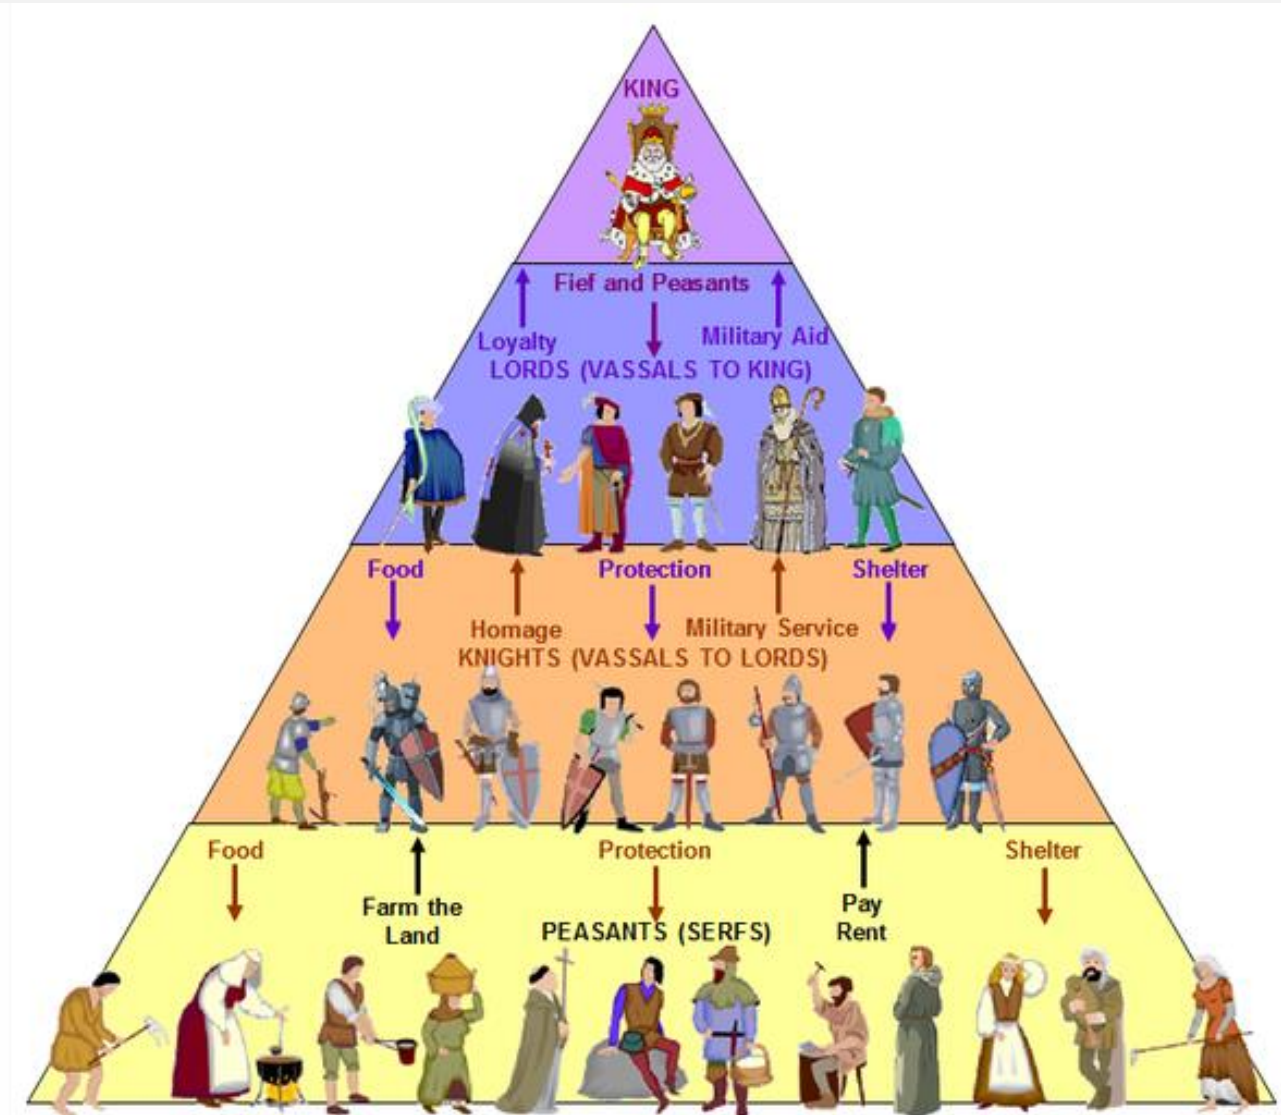 KING
Fief and Peasants
Loyalty
Military Aid
LORDS (VASSALS TO KING)
Food
Protection
Shelter
Homage
Military Service
KNIGHTS (VASSALS TO LORDS)
Food
Protection
Shelter
Farm the
Land
Pay
Rent
PEASANTS (SERFS)